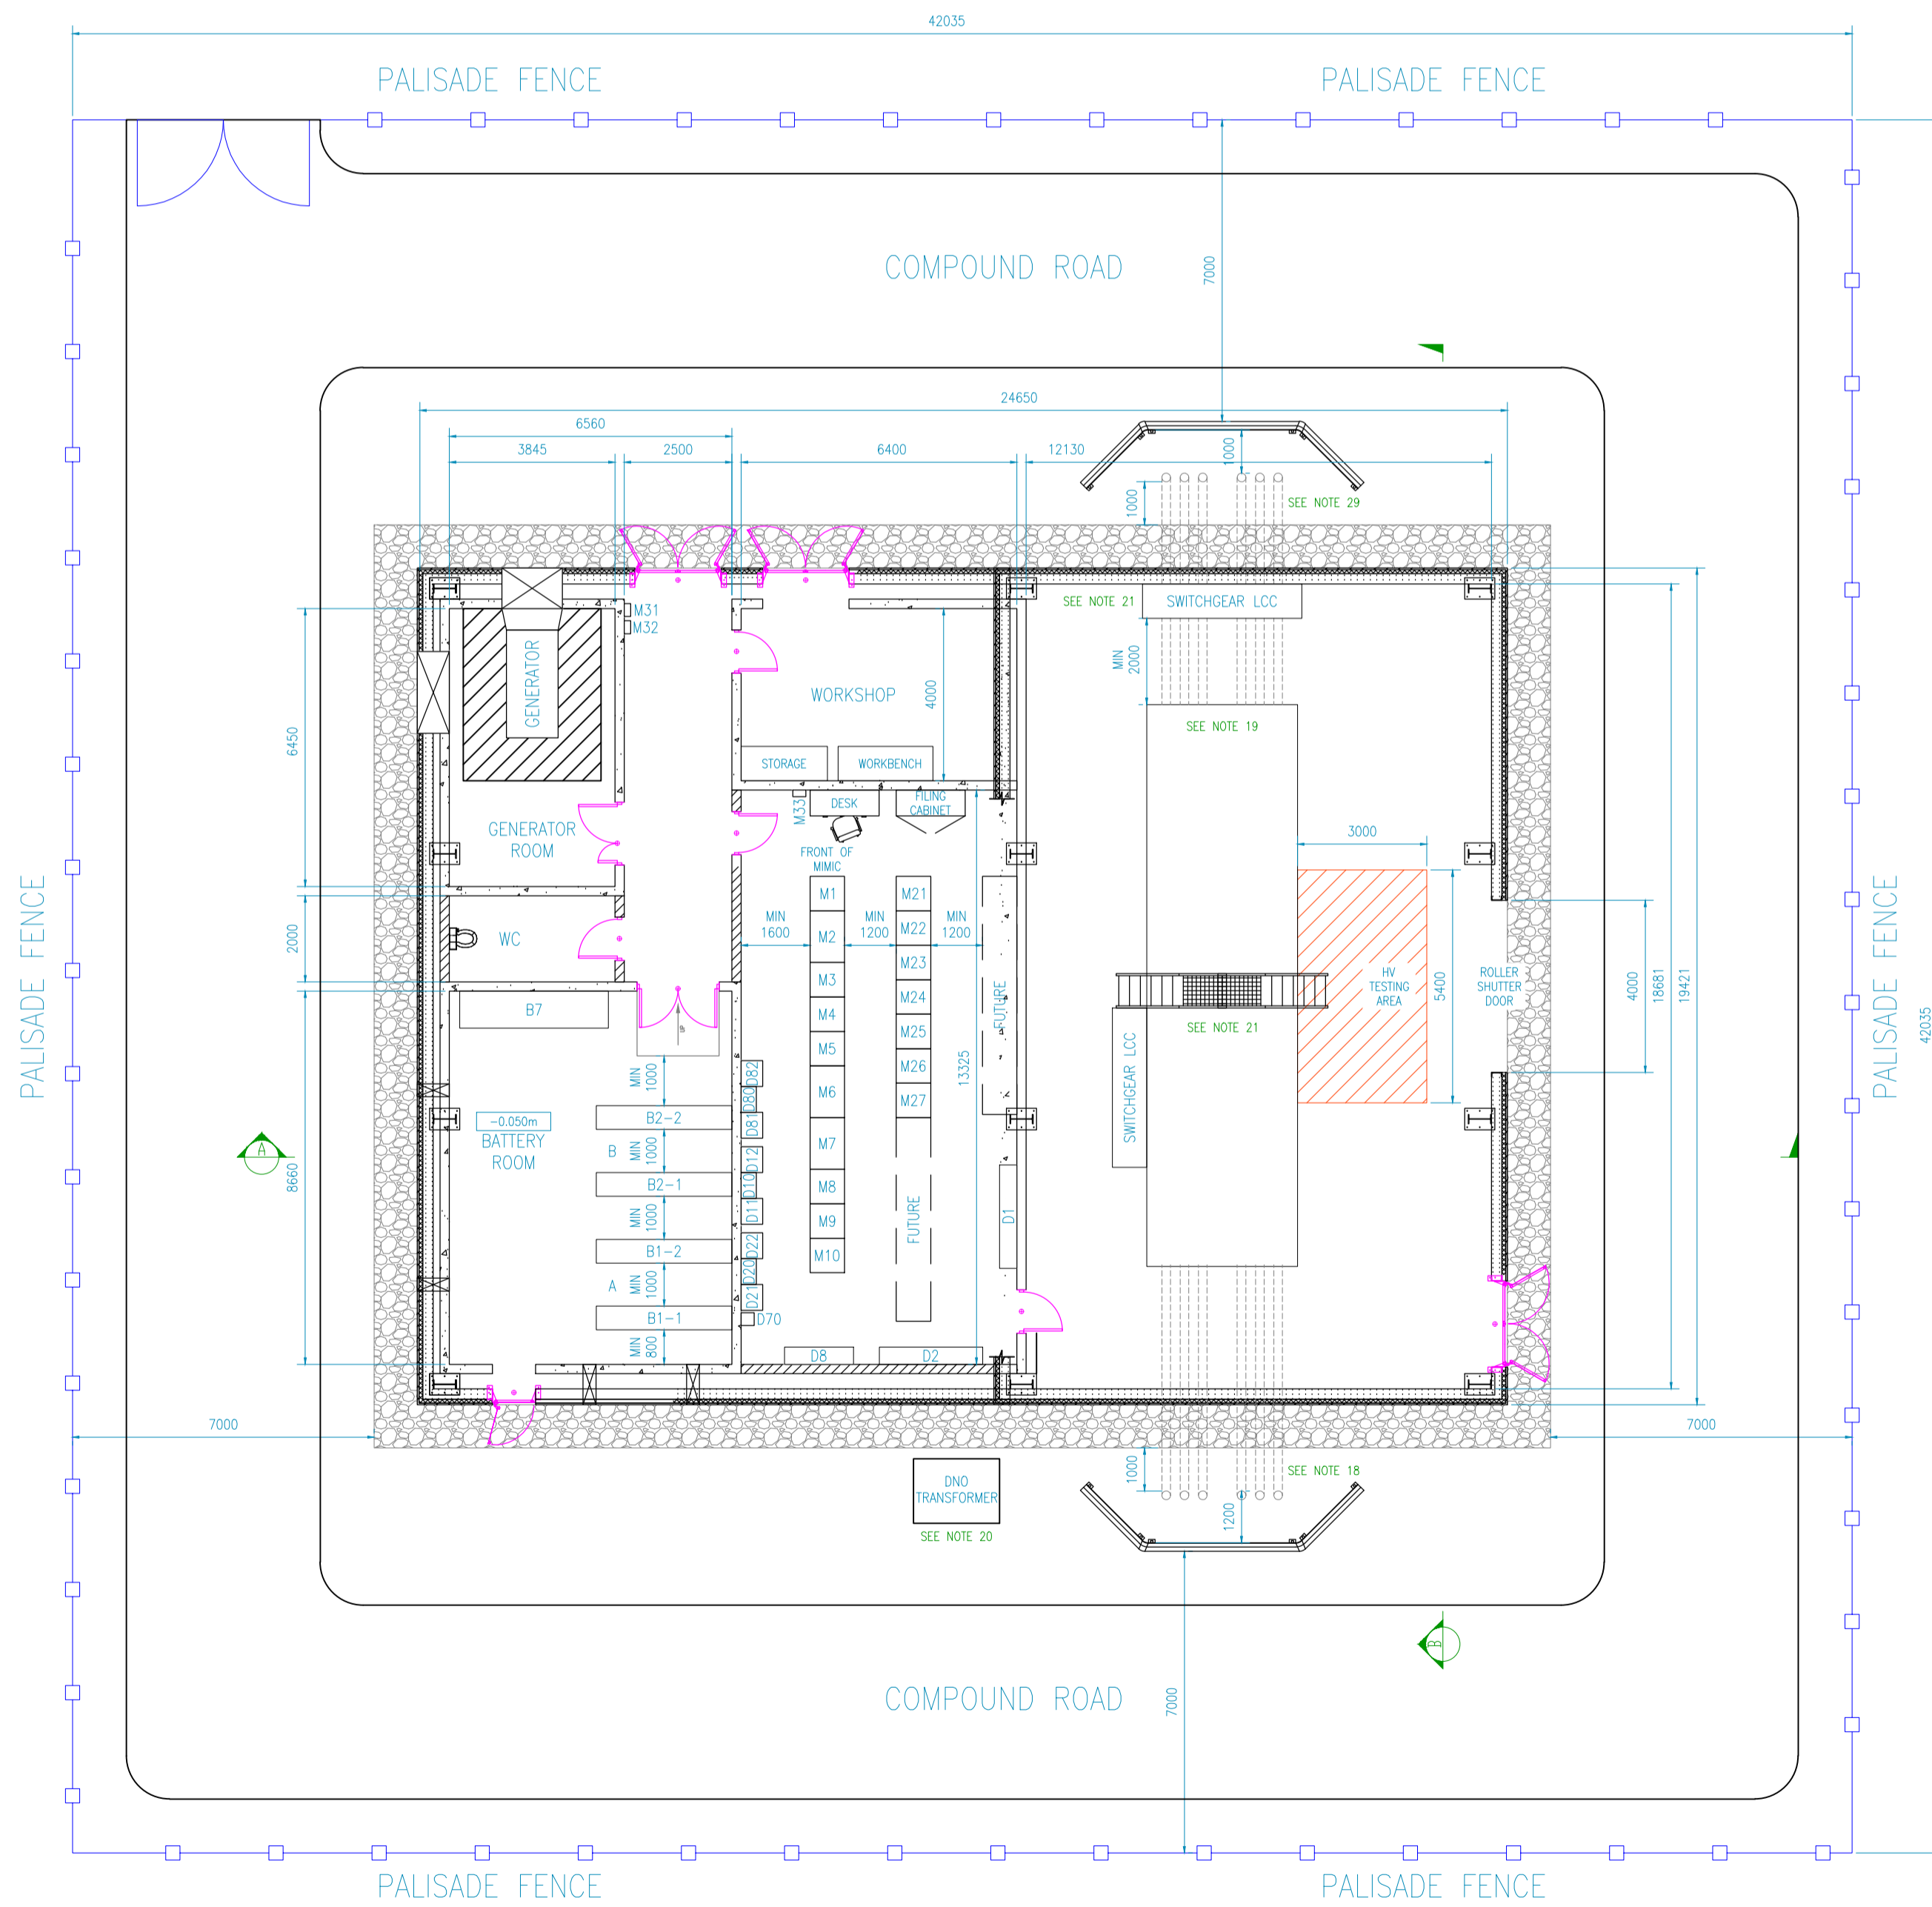 42035
PALISADE FENCE
PALISADE FENCE
COMPOUND ROAD
7000
24650
6560
3845
2500
6400
12130
1000
1000
SEE NOTE 29
M31
M32
SEE NOTE 21
SWITCHGEAR LCC
GENERATOR
WORKSHOP
4000
MIN
2000
SEE NOTE 19
6450
STORAGE
WORKBENCH
M33
DESK
FILING
CABINET
GENERATOR
ROOM
FRONT OF
MIMIC
3000
PALISADE FENCE
M1
M2
M3
M4
M5
M6
M7
M8
M9
M10
M21
M22
M23
M24
M25
M26
M27
MIN
1600
MIN
1200
MIN
1200
2000
WC
FUTURE
HV
TESTING
AREA
5400
ROLLER
SHUTTER
DOOR
4000
18681
19421
PALISADE FENCE
42035
B7
UP
SEE NOTE 21
SWITCHGEAR LCC
13325
MIN
1000
D82
D80
D81
-0.050m
BATTERY
ROOM
B2-2
B
MIN
1000
D12
D10
D11
A
8660
B2-1
MIN
1000
B1-2
D22
D20
D21
FUTURE
D1
A
MIN
1000
B1-1
D70
MIN
800
D8
D2
7000
7000
1000
SEE NOTE 18
DNO
TRANSFORMER
1200
SEE NOTE 20
B
COMPOUND ROAD
7000
PALISADE FENCE
PALISADE FENCE